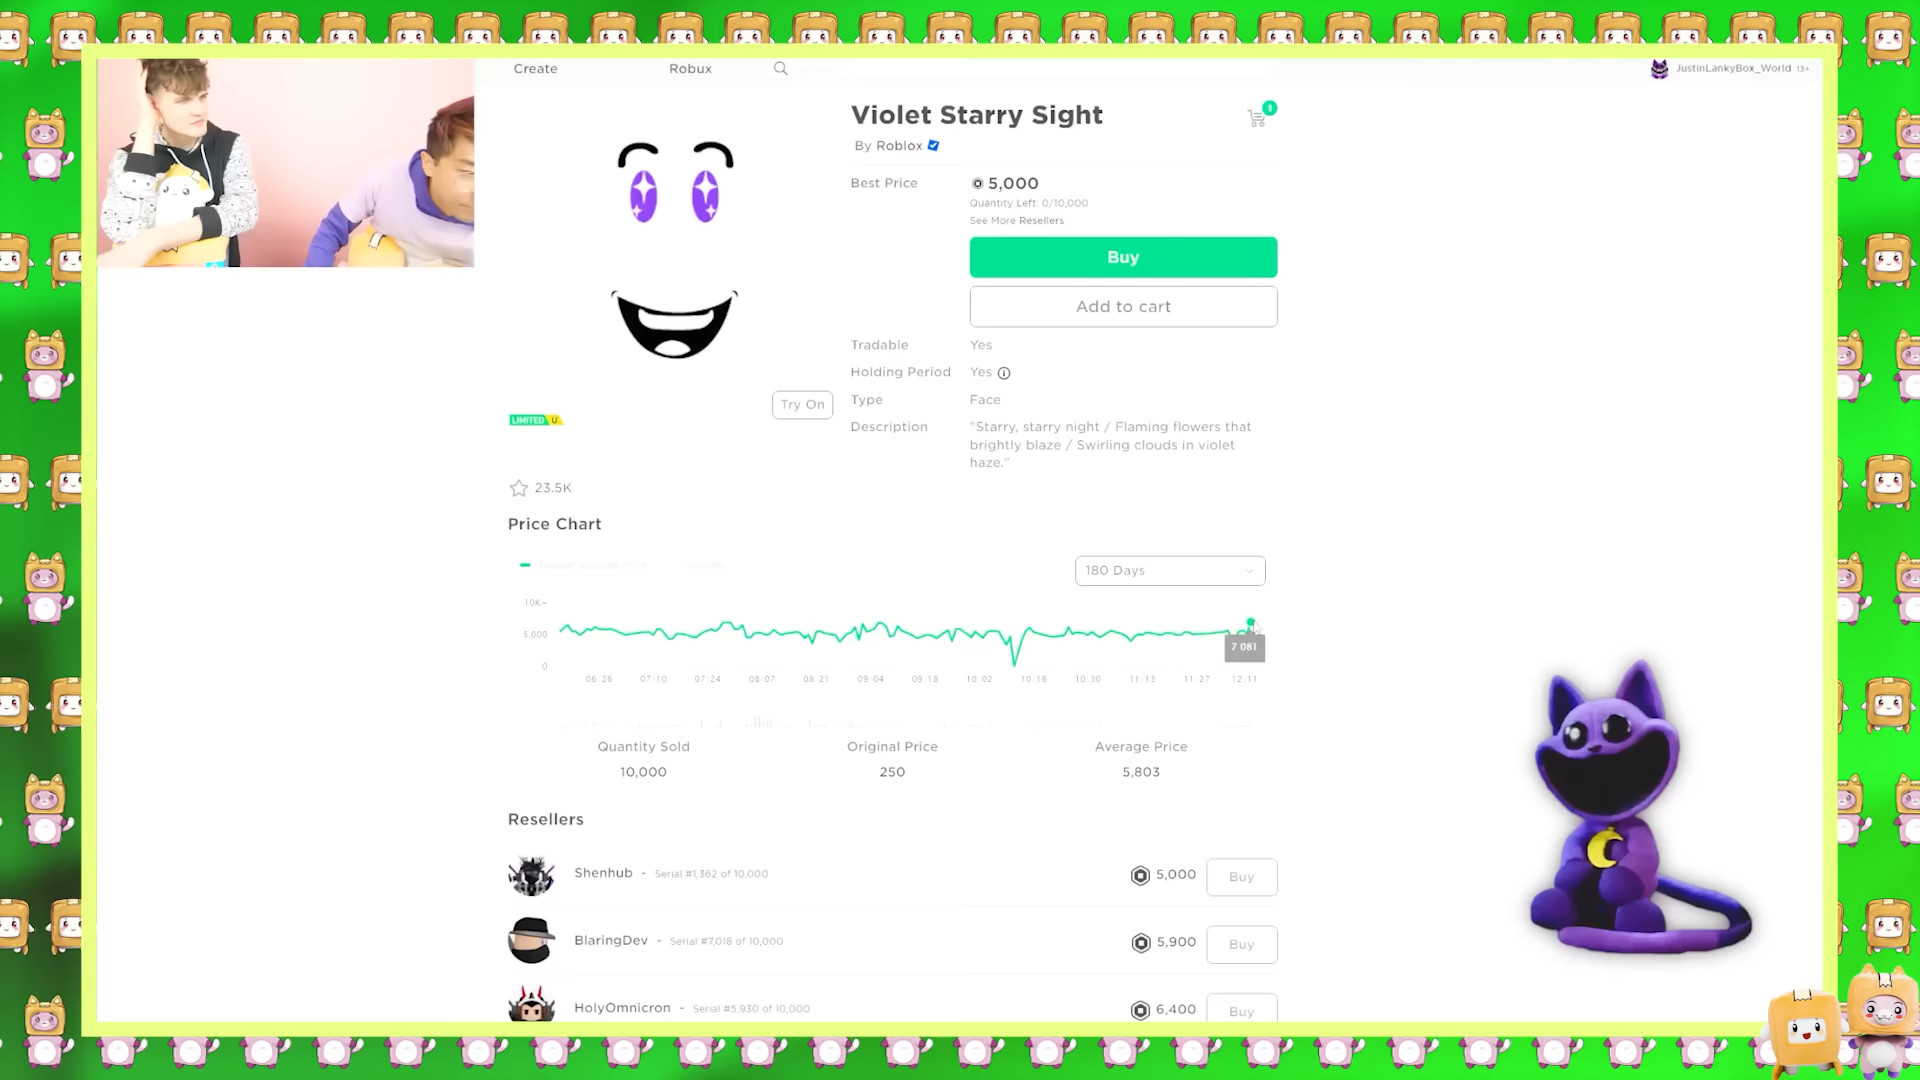 Create
Robux
JustinLankyBox_World 13+
Violet Starry Sight
1
By Roblox
Best Price
5,000
Quantity Left: 0/10,000
See More Resellers
Buy
Add to cart
Tradable
Yes
Holding Period
Yes
Type
Face
Description
"Starry, starry night / Flaming flowers that
brightly blaze / Swirling clouds in violet
haze."
Try On
LIMITED U
23.5K
Price Chart
180 Days
10K
5,000
0
7 081
06/26 07/10 07/24 08/07 08/21 09/04 09/18 10/02 10/16 10/30 11/13 11/27 12/11
Quantity Sold
Original Price
Average Price
10,000
250
5,803
Resellers
Shenhub - Serial #1,362 of 10,000
5,000
Buy
BlaringDev - Serial #7,018 of 10,000
5,900
Buy
HolyOmnicron - Serial #5,930 of 10,000
6,400
Buy